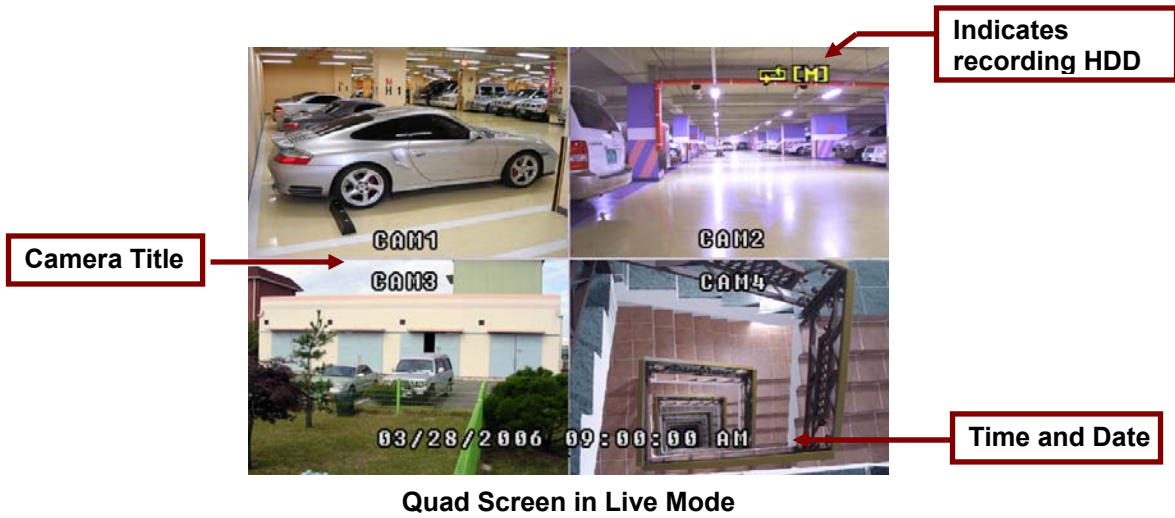 Indicates
recording HDD
[M]
H 1
CAM1
CAM2
Camera Title
CAM3
CAM4
03/28/2006 09:00:00 AM
Time and Date
Quad Screen in Live Mode